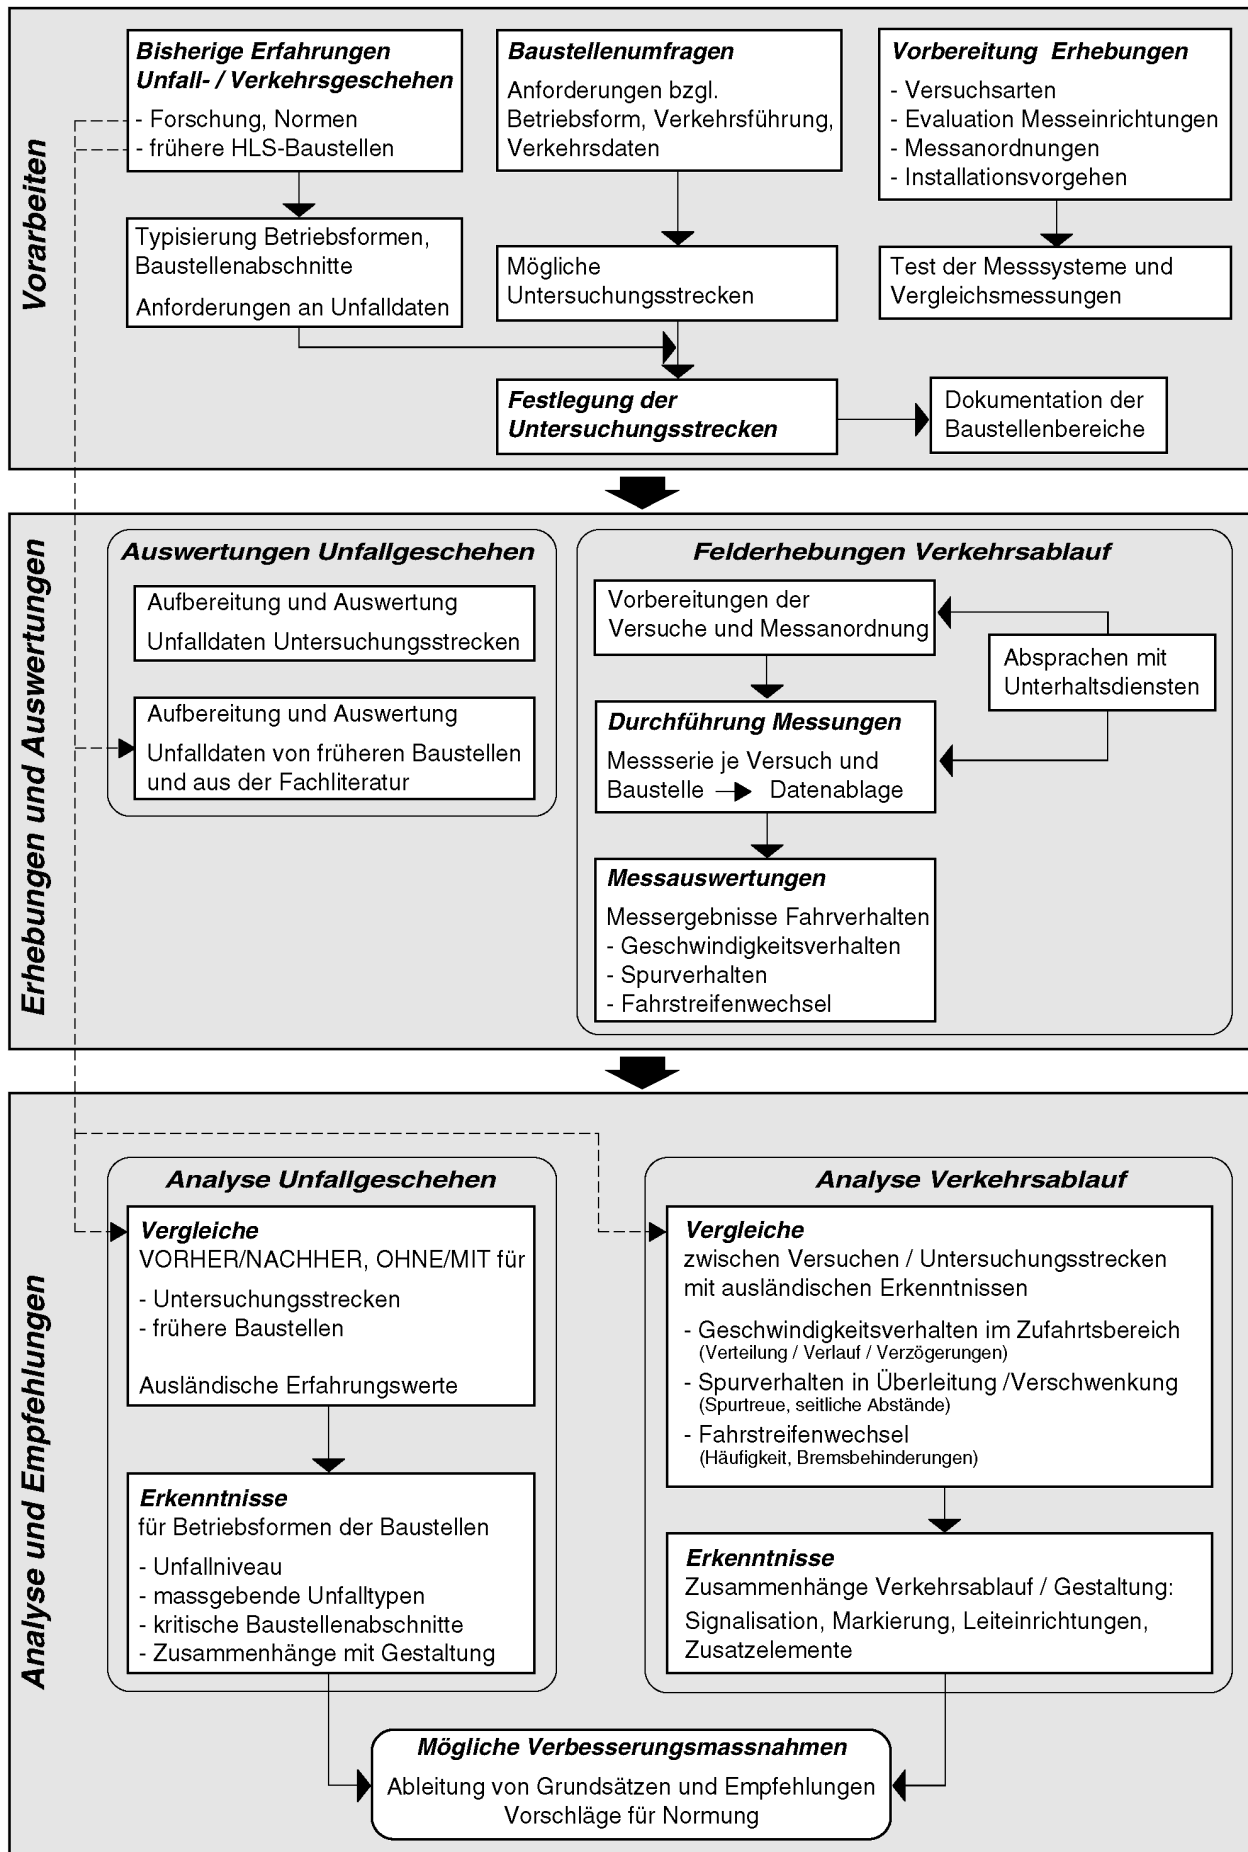 Vorarbeiten
Bisherige Erfahrungen
Unfall- / Verkehrsgeschehen
- Forschung, Normen
- frühere HLS-Baustellen
Baustellenumfragen
Anforderungen bzgl.
Betriebsform, Verkehrsführung,
Verkehrsdaten
Vorbereitung Erhebungen
- Versuchsarten
- Evaluation Messeinrichtungen
- Messanordnungen
- Installationsvorgehen
Typisierung Betriebsformen,
Baustellenabschnitte
Anforderungen an Unfalldaten
Mögliche
Untersuchungsstrecken
Test der Messsysteme und
Vergleichsmessungen
Festlegung der
Untersuchungsstrecken
Dokumentation der
Baustellenbereiche
Erhebungen und Auswertungen
Auswertungen Unfallgeschehen
Aufbereitung und Auswertung
Unfalldaten Untersuchungsstrecken
Aufbereitung und Auswertung
Unfalldaten von früheren Baustellen
und aus der Fachliteratur
Felderhebungen Verkehrsablauf
Vorbereitungen der
Versuche und Messanordnung
Absprachen mit
Unterhaltsdiensten
Durchführung Messungen
Messserie je Versuch und
Baustelle Datenablage
Messauswertungen
Messergebnisse Fahrverhalten
- Geschwindigkeitsverhalten
- Spurverhalten
- Fahrstreifenwechsel
Analyse und Empfehlungen
Analyse Unfallgeschehen
Vergleiche
VORHER/NACHHER, OHNE/MIT für
- Untersuchungsstrecken
- frühere Baustellen
Ausländische Erfahrungswerte
Erkenntnisse
für Betriebsformen der Baustellen
- Unfallniveau
- massgebende Unfalltypen
- kritische Baustellenabschnitte
- Zusammenhänge mit Gestaltung
Analyse Verkehrsablauf
Vergleiche
zwischen Versuchen / Untersuchungsstrecken
mit ausländischen Erkenntnissen
- Geschwindigkeitsverhalten im Zufahrtsbereich
(Verteilung / Verlauf / Verzögerungen)
- Spurverhalten in Überleitung /Verschwenkung
(Spurtreue, seitliche Abstände)
- Fahrstreifenwechsel
(Häufigkeit, Bremsbehinderungen)
Erkenntnisse
Zusammenhänge Verkehrsablauf / Gestaltung:
Signalisation, Markierung, Leiteinrichtungen,
Zusatzelemente
Mögliche Verbesserungsmassnahmen
Ableitung von Grundsätzen und Empfehlungen
Vorschläge für Normung